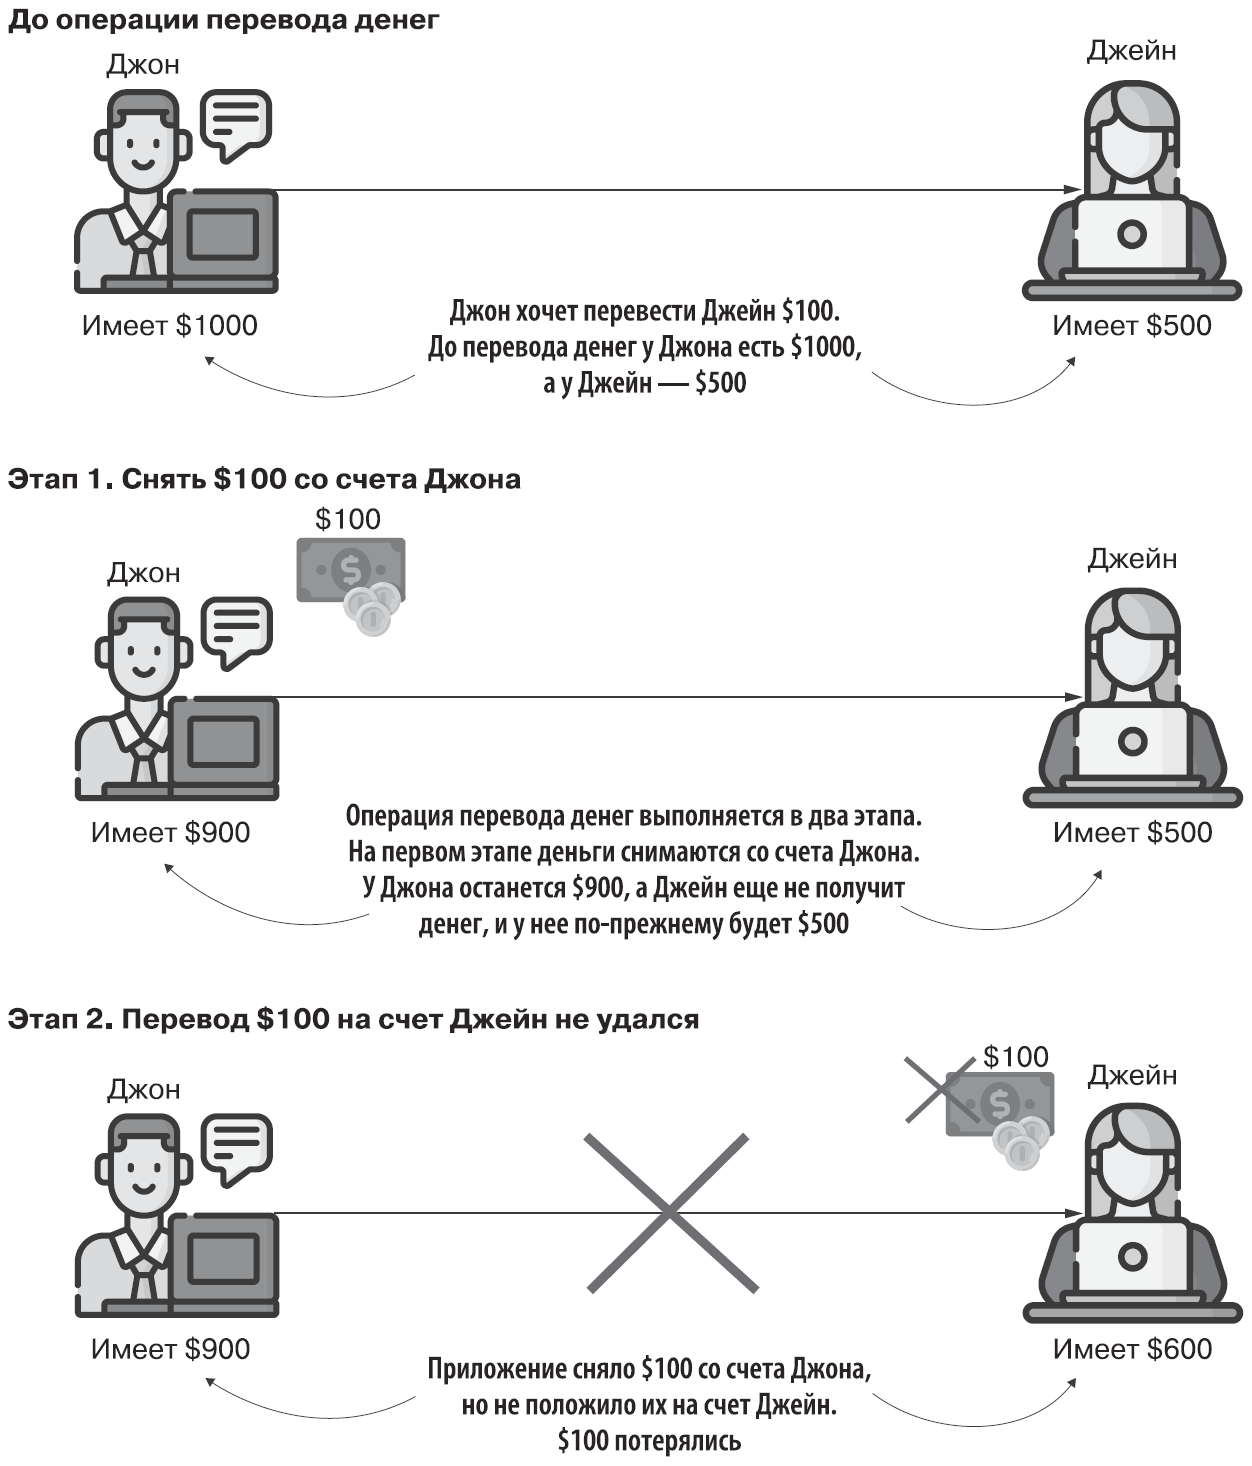 До операции перевода денег
Джон
Джейн
Имеет $1000
Имеет $500
Джон хочет перевести Джейн $100.
До перевода денег у Джона есть $1000,
а у Джейн — $500
Этап 1. Снять $100 со счета Джона
$100
Джон
Джейн
Имеет $900
Имеет $500
Операция перевода денег выполняется в два этапа.
На первом этапе деньги снимаются со счета Джона.
У Джона останется $900, а Джейн еще не получит
денег, и у нее по-прежнему будет $500
Этап 2. Перевод $100 на счет Джейн не удался
$100
Джон
Джейн
Имеет $900
Имеет $600
Приложение сняло $100 со счета Джона,
но не положило их на счет Джейн.
$100 потерялись